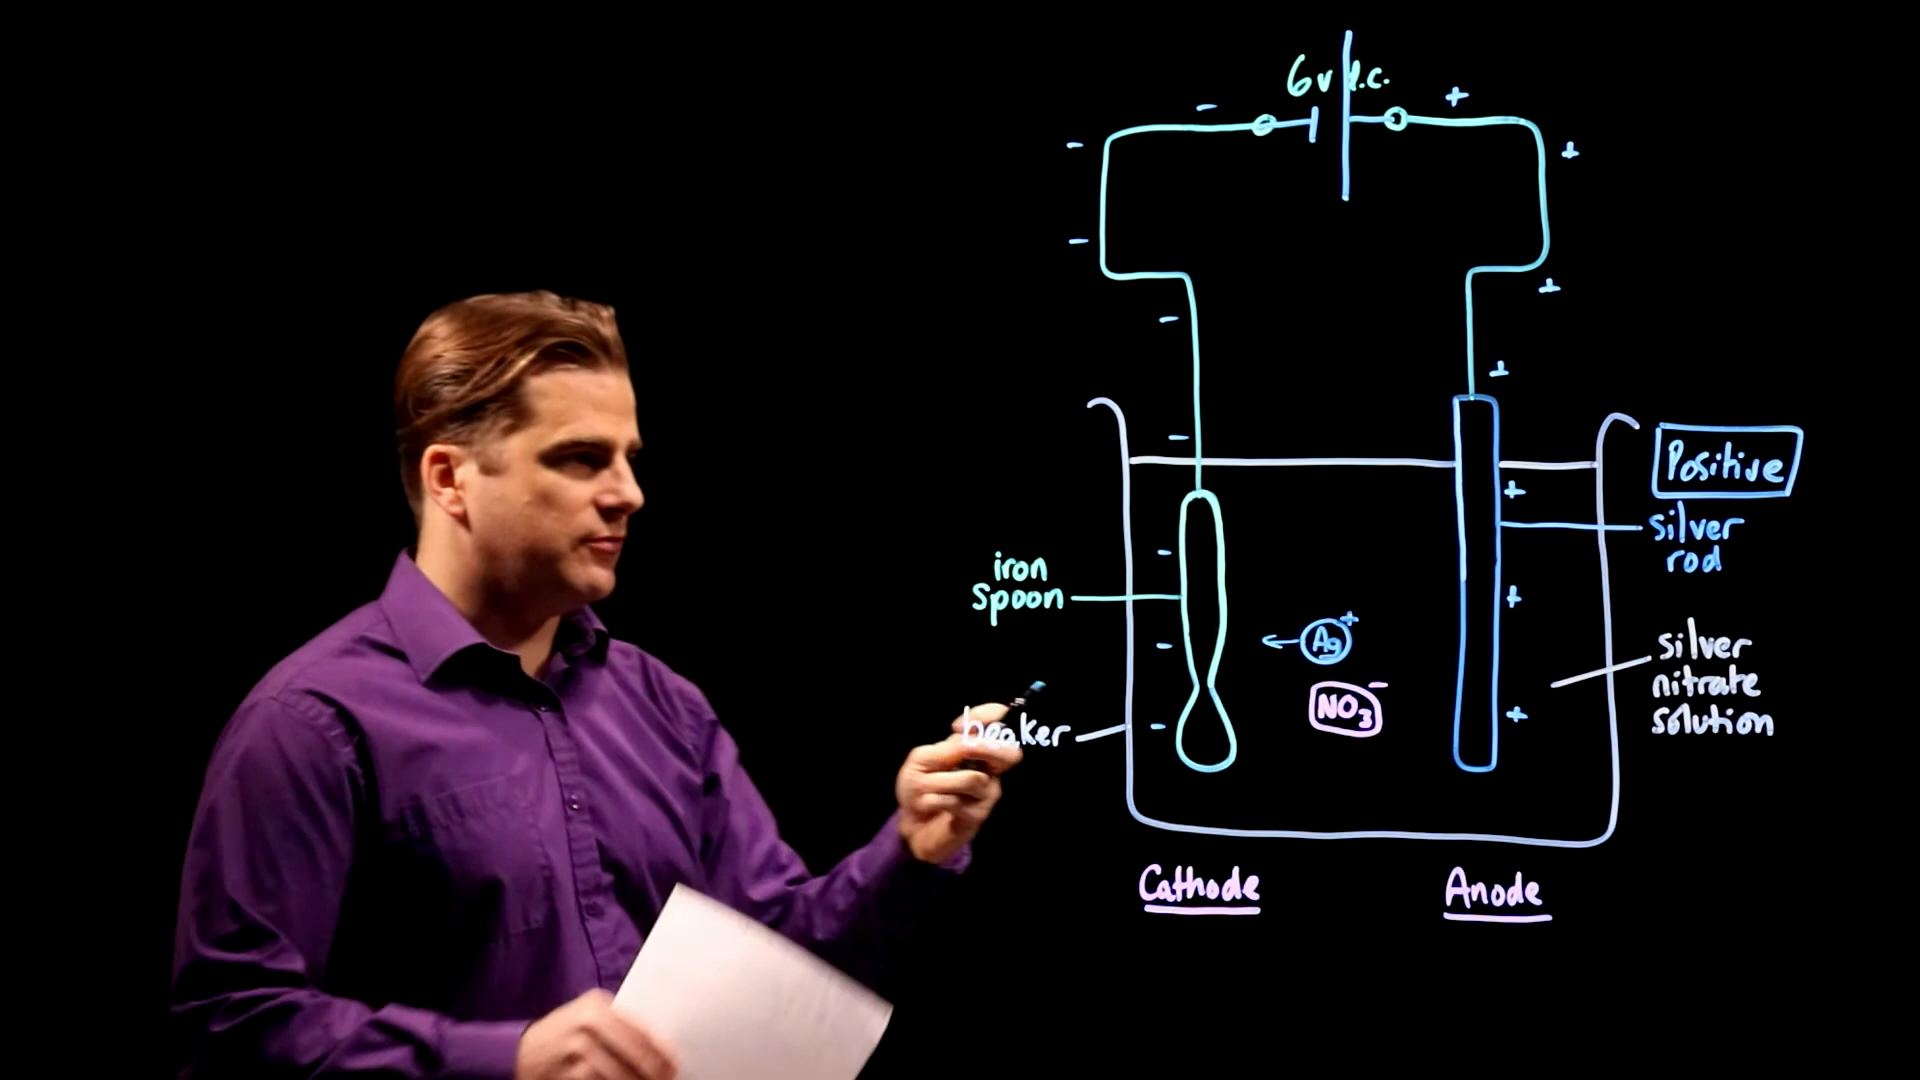 6v d.c.
Positive
silver
rod
iron
spoon
Ag+
NO3-
silver
nitrate
solution
beaker
Cathode
Anode